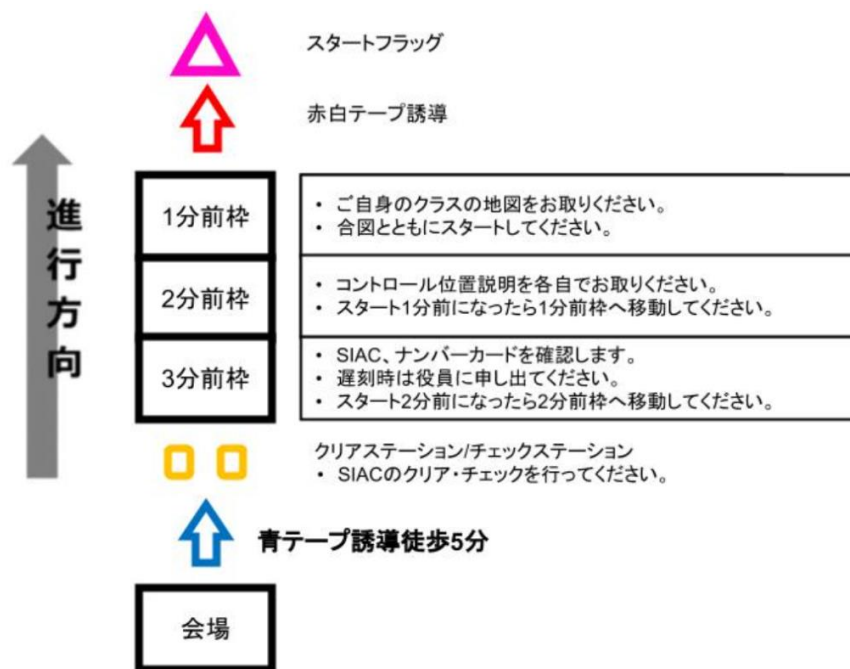 スタートフラッグ
赤白テープ誘導
進行方向
1分前枠
・ ご自身のクラスの地図をお取りください。
・ 合図とともにスタートしてください。
2分前枠
・ コントロール位置説明を各自でお取りください。
・ スタート1分前になったら1分前枠へ移動してください。
3分前枠
・ SIAC、ナンバーカードを確認します。
・ 遅刻時は役員に申し出てください。
・ スタート2分前になったら2分前枠へ移動してください。
クリアステーション/チェックステーション
・ SIACのクリア・チェックを行ってください。
青テープ誘導徒歩5分
会場